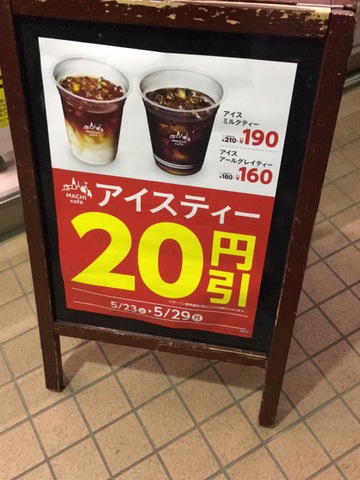 MACHI
café
アイス
ミルクティー
210 ¥190
アイス
アールグレイティー
180 ¥160
MACHI
café
アイスティー
20円引
5/23 5/29